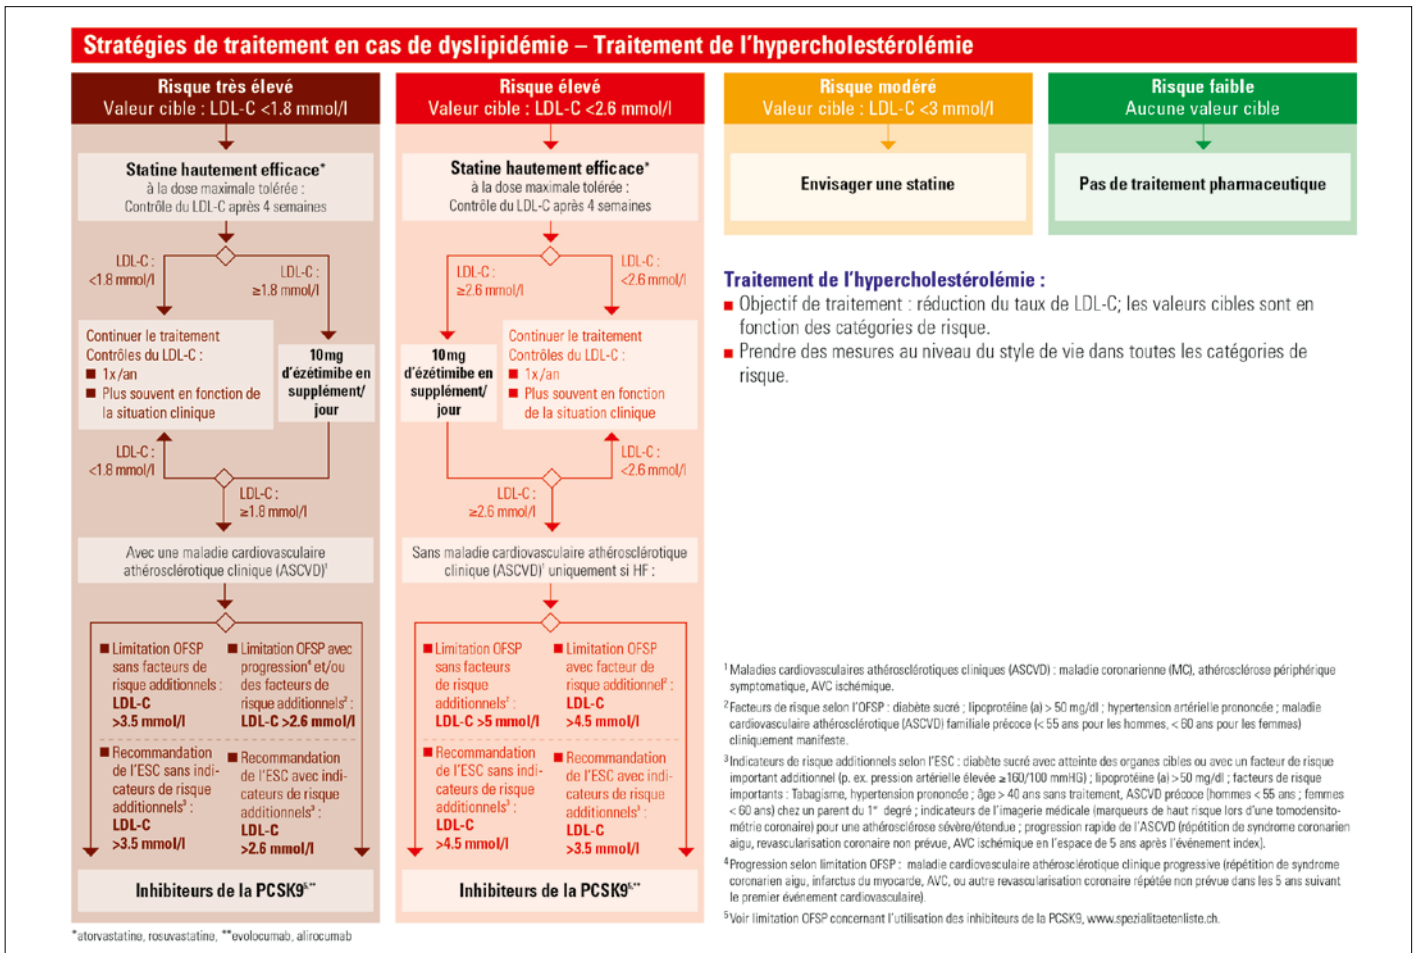 Stratégies de traitement en cas de dyslipidémie – Traitement de l'hypercholestérolémie
Risque très élevé
Valeur cible : LDL-C <1.8 mmol/l
Statine hautement efficace*
à la dose maximale tolérée :
Contrôle du LDL-C après 4 semaines
LDL-C :
<1.8 mmol/l
LDL-C :
≥1.8 mmol/l
Continuer le traitement
Contrôles du LDL-C :
■ 1x/an
■ Plus souvent en fonction de
la situation clinique
10 mg
d'ézétimibe en
supplément/
jour
LDL-C :
<1.8 mmol/l
LDL-C :
≥1.8 mmol/l
Avec une maladie cardiovasculaire
athérosclérotique clinique (ASCVD)¹
■ Limitation OFSP
sans facteurs de
risque additionnels :
LDL-C
>3.5 mmol/l
■ Limitation OFSP avec
progression⁴ et/ou
des facteurs de
risque additionnels² :
LDL-C >2.6 mmol/l
■ Recommandation
de l'ESC sans indi-
cateurs de risque
additionnels³ :
LDL-C
>3.5 mmol/l
■ Recommandation
de l'ESC avec indi-
cateurs de risque
additionnels³ :
LDL-C
>2.6 mmol/l
Inhibiteurs de la PCSK9⁵,**
Risque élevé
Valeur cible : LDL-C <2.6 mmol/l
Statine hautement efficace*
à la dose maximale tolérée :
Contrôle du LDL-C après 4 semaines
LDL-C :
≥2.6 mmol/l
LDL-C :
<2.6 mmol/l
10 mg
d'ézétimibe en
supplément/
jour
Continuer le traitement
Contrôles du LDL-C :
■ 1x/an
■ Plus souvent en fonction
de la situation clinique
LDL-C :
<2.6 mmol/l
LDL-C :
≥2.6 mmol/l
Sans maladie cardiovasculaire athérosclérotique
clinique (ASCVD)¹ uniquement si HF :
■ Limitation OFSP
sans facteurs
de risque
additionnels² :
LDL-C >5 mmol/l
■ Limitation OFSP
avec facteur de
risque additionnel² :
LDL-C
>4.5 mmol/l
■ Recommandation
de l'ESC sans indi-
cateurs de risque
additionnels³ :
LDL-C
>4.5 mmol/l
■ Recommandation
de l'ESC avec indi-
cateurs de risque
additionnels³ :
LDL-C
>3.5 mmol/l
Inhibiteurs de la PCSK9⁵,**
Risque modéré
Valeur cible : LDL-C <3 mmol/l
Envisager une statine
Risque faible
Aucune valeur cible
Pas de traitement pharmaceutique
Traitement de l'hypercholestérolémie :
■ Objectif de traitement : réduction du taux de LDL-C; les valeurs cibles sont en
fonction des catégories de risque.
■ Prendre des mesures au niveau du style de vie dans toutes les catégories de
risque.
¹ Maladies cardiovasculaires athérosclérotiques cliniques (ASCVD) : maladie coronarienne (MC), athérosclérose périphérique
symptomatique, AVC ischémique.
² Facteurs de risque selon l'OFSP : diabète sucré ; lipoprotéine (a) > 50 mg/dl ; hypertension artérielle prononcée ; maladie
cardiovasculaire athérosclérotique (ASCVD) familiale précoce (< 55 ans pour les hommes, < 60 ans pour les femmes)
cliniquement manifeste.
³ Indicateurs de risque additionnels selon l'ESC : diabète sucré avec atteinte des organes cibles ou avec un facteur de risque
important additionnel (p. ex. pression artérielle élevée ≥160/100 mmHG) ; lipoprotéine (a) >50 mg/dl ; facteurs de risque
importants : Tabagisme, hypertension prononcée ; âge > 40 ans sans traitement, ASCVD précoce (hommes < 55 ans ; femmes
< 60 ans) chez un parent du 1ᵉʳ degré ; indicateurs de l'imagerie médicale (marqueurs de haut risque lors d'une tomodensito-
métrie coronaire) pour une athérosclérose sévère/étendue ; progression rapide de l'ASCVD (répétition de syndrome coronarien
aigu, revascularisation coronaire non prévue, AVC ischémique en l'espace de 5 ans après l'événement index).
⁴ Progression selon limitation OFSP : maladie cardiovasculaire athérosclérotique clinique progressive (répétition de syndrome
coronarien aigu, infarctus du myocarde, AVC, ou autre revascularisation coronaire répétée non prévue dans les 5 ans suivant
le premier événement cardiovasculaire).
⁵ Voir limitation OFSP concernant l'utilisation des inhibiteurs de la PCSK9, www.spezialitaetenliste.ch.
*atorvastatine, rosuvastatine, **evolocumab, alirocumab